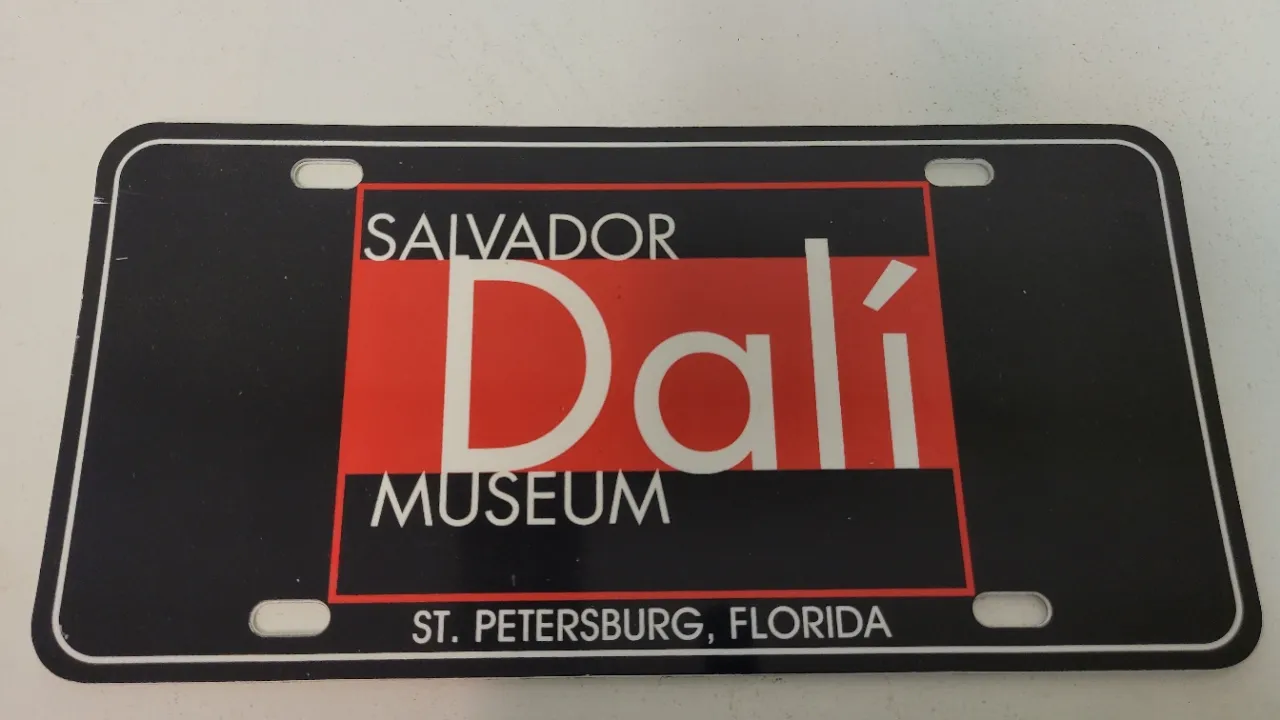 SALVADOR
Dalí
MUSEUM
ST. PETERSBURG, FLORIDA